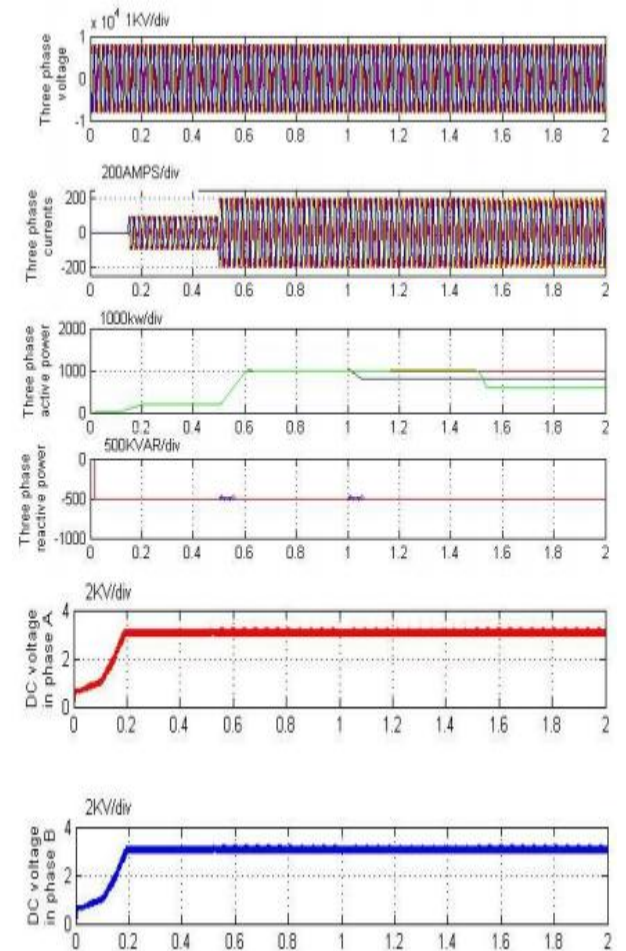 x 10⁴ 1KV/div
Three phase
voltage
1
0
-1
0 0.2 0.4 0.6 0.8 1 1.2 1.4 1.6 1.8 2
200AMPS/div
Three phase
currents
200
0
-200
0 0.2 0.4 0.6 0.8 1 1.2 1.4 1.6 1.8 2
1000kw/div
Three phase
active power
2000
1000
0
0 0.2 0.4 0.6 0.8 1 1.2 1.4 1.6 1.8 2
500KVAR/div
Three phase
reactive power
0
-500
-1000
0 0.2 0.4 0.6 0.8 1 1.2 1.4 1.6 1.8 2
2KV/div
DC voltage
in phase A
4
2
0
0 0.2 0.4 0.6 0.8 1 1.2 1.4 1.6 1.8 2
2KV/div
DC voltage
in phase B
4
2
0
0 0.2 0.4 0.6 0.8 1 1.2 1.4 1.6 1.8 2